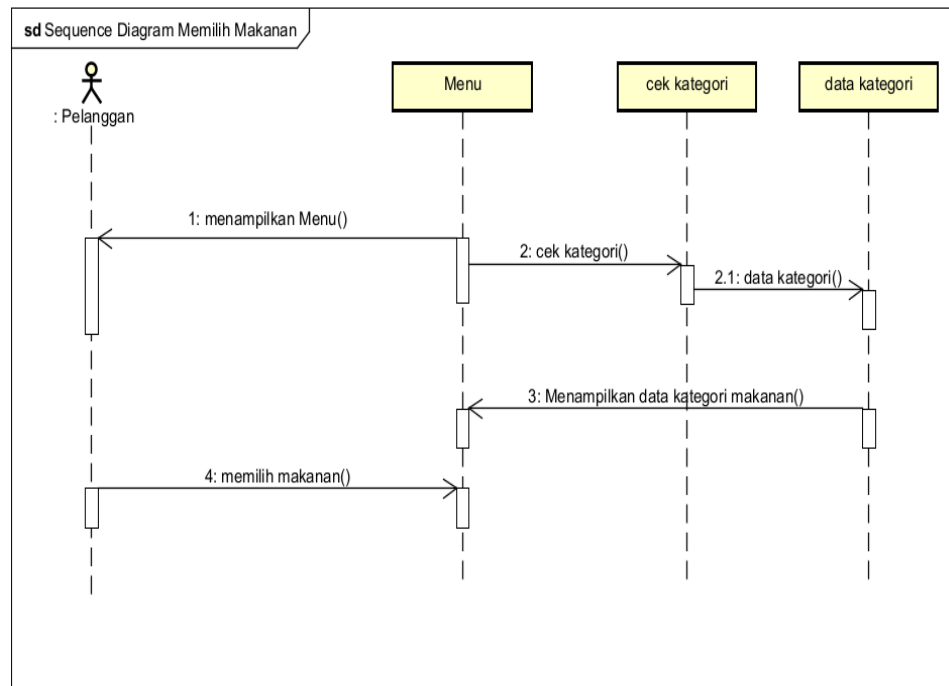 sd Sequence Diagram Memilih Makanan
: Pelanggan
Menu
cek kategori
data kategori
1: menampilkan Menu()
2: cek kategori()
2.1: data kategori()
3: Menampilkan data kategori makanan()
4: memilih makanan()